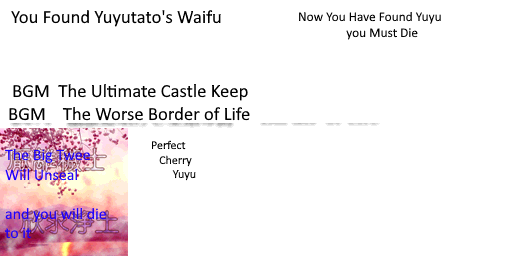 You Found Yuyutato's Waifu
Now You Have Found Yuyu
you Must Die
BGM The Ultimate Castle Keep
BGM The Worse Border of Life
The Big Twee
Will Unseal
and you will die
to it
Perfect
Cherry
Yuyu